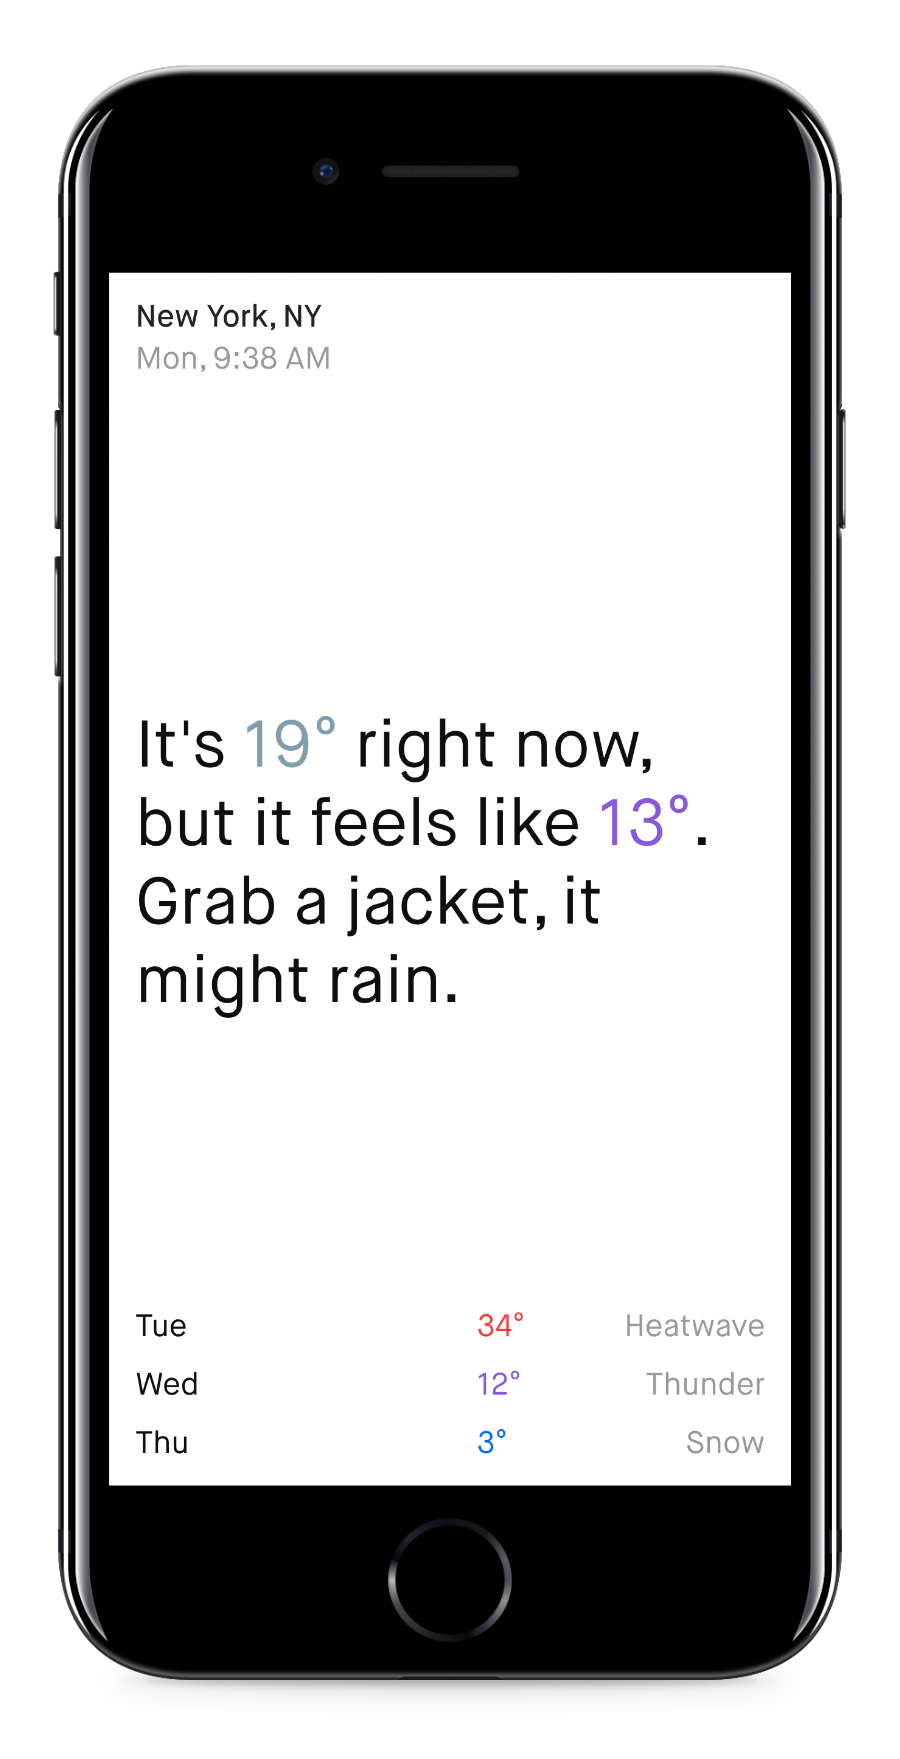 New York, NY
Mon, 9:38 AM
It's 19° right now,
but it feels like 13°.
Grab a jacket, it
might rain.
Tue 34° Heatwave
Wed 12° Thunder
Thu 3° Snow